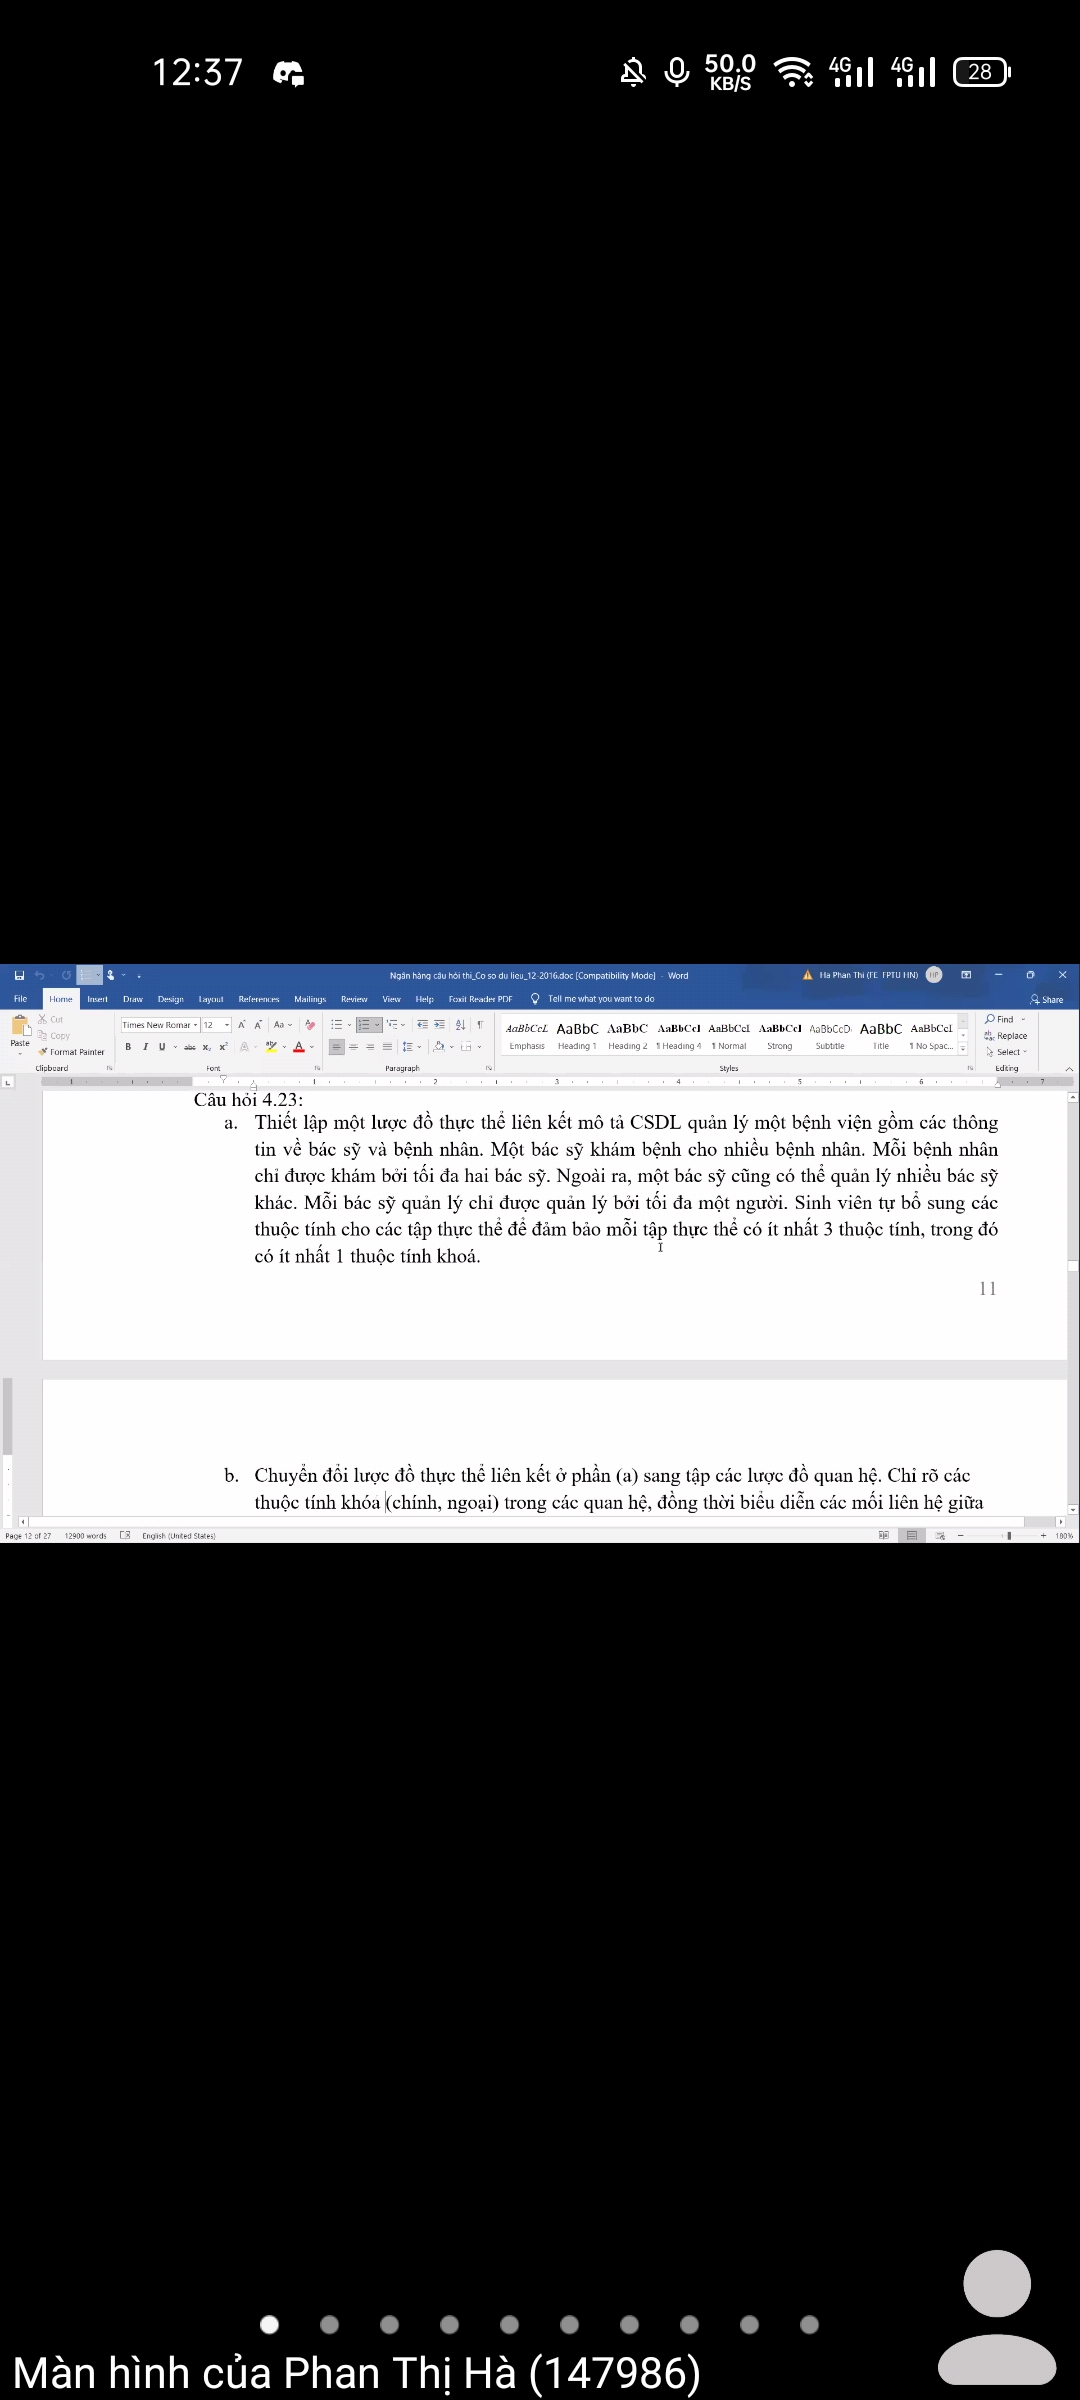 12:37 50.0 KB/S 4G 4G 28
Ngân hàng câu hỏi thi_Co so du lieu_12-2016.doc [Compatibility Mode] - Word Ha Phan Thi (FE FPTU HN) HP
File Home Insert Draw Design Layout References Mailings Review View Help Foxit Reader PDF Tell me what you want to do Share
Paste Cut Copy Format Painter
Times New Romar 12
AaBbCcL AaBbC AaBbC AaBbCcI AaBbCcI AaBbCcI AaBbCcD AaBbC AaBbCcI
Emphasis Heading 1 Heading 2 ¶ Heading 4 ¶ Normal Strong Subtitle Title ¶ No Spac...
Find Replace Select
Clipboard Font Paragraph Styles Editing
1 1 2 3 4 5 6 7
Câu hỏi 4.23:
a. Thiết lập một lược đồ thực thể liên kết mô tả CSDL quản lý một bệnh viện gồm các thông
tin về bác sỹ và bệnh nhân. Một bác sỹ khám bệnh cho nhiều bệnh nhân. Mỗi bệnh nhân
chỉ được khám bởi tối đa hai bác sỹ. Ngoài ra, một bác sỹ cũng có thể quản lý nhiều bác sỹ
khác. Mỗi bác sỹ quản lý chỉ được quản lý bởi tối đa một người. Sinh viên tự bổ sung các
thuộc tính cho các tập thực thể để đảm bảo mỗi tập thực thể có ít nhất 3 thuộc tính, trong đó
có ít nhất 1 thuộc tính khoá.
11
b. Chuyển đổi lược đồ thực thể liên kết ở phần (a) sang tập các lược đồ quan hệ. Chỉ rõ các
thuộc tính khóa (chính, ngoại) trong các quan hệ, đồng thời biểu diễn các mối liên hệ giữa
Page 12 of 27 12900 words English (United States) 180%
Màn hình của Phan Thị Hà (147986)